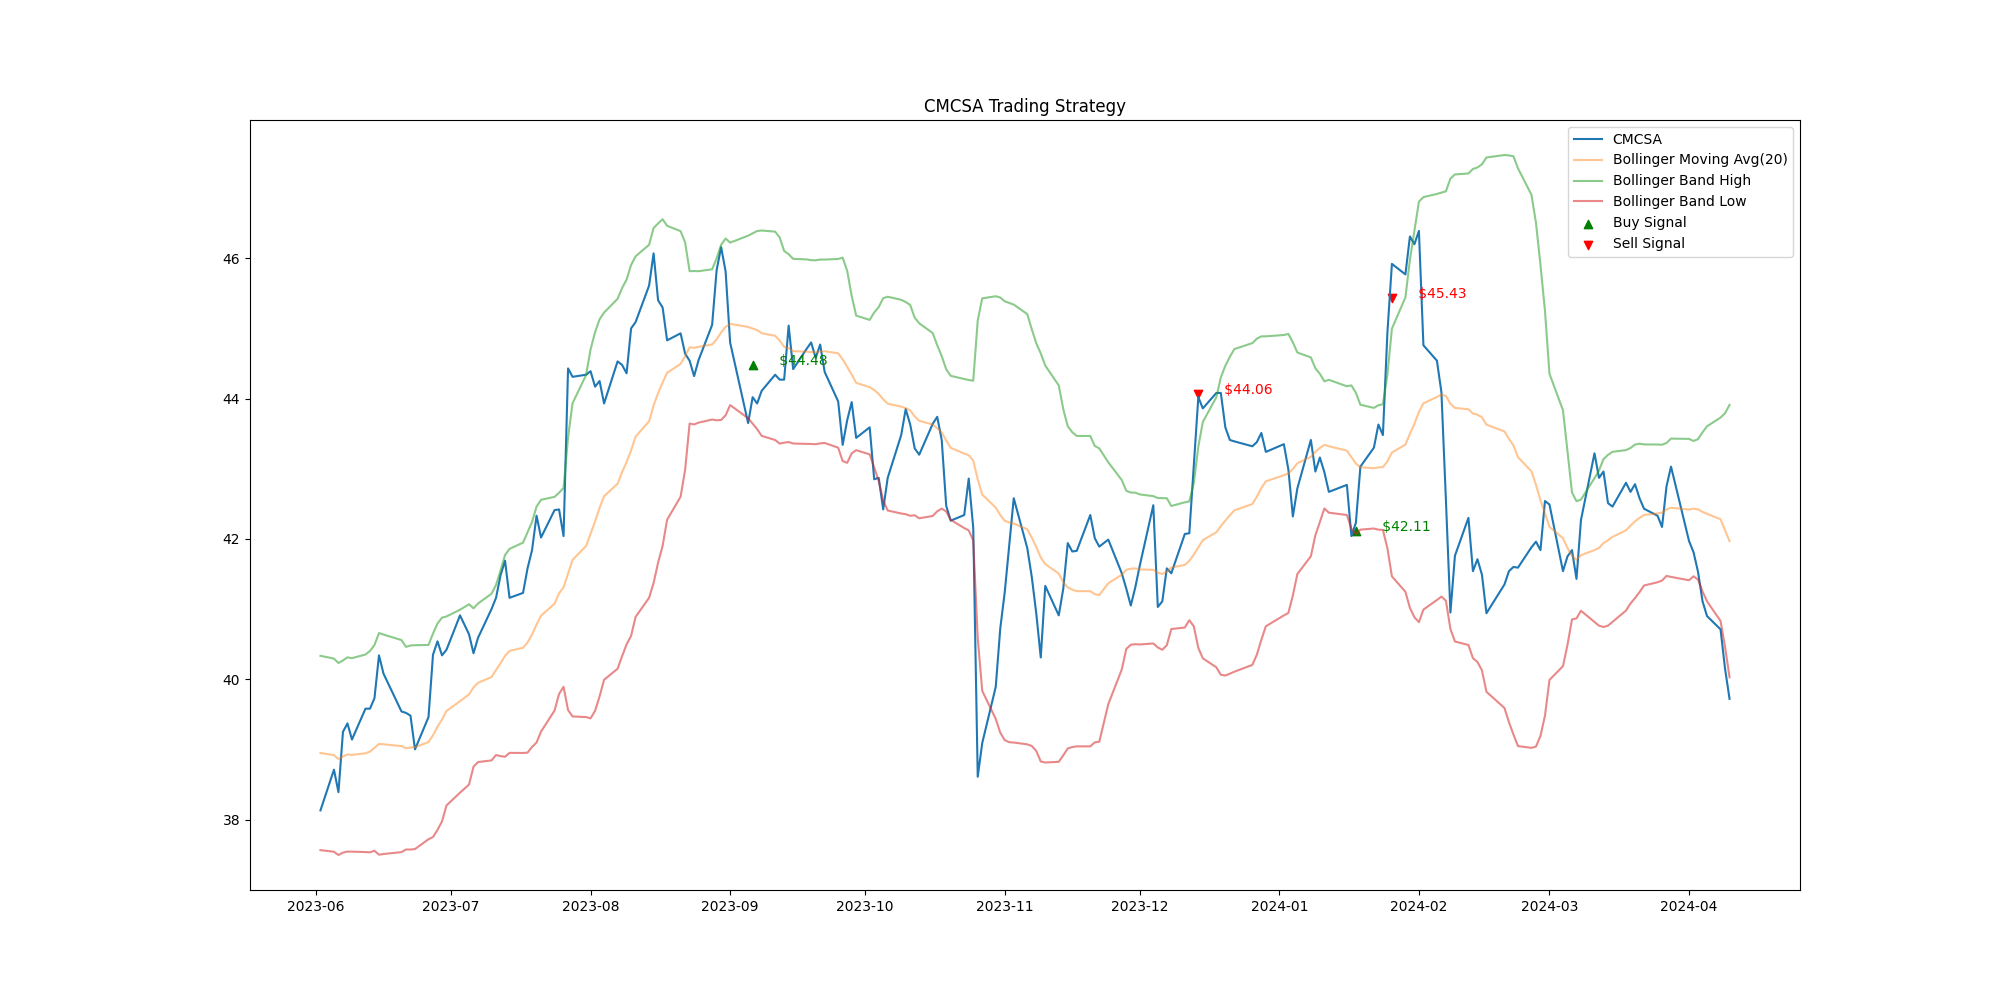 CMCSA Trading Strategy
CMCSA
Bollinger Moving Avg(20)
Bollinger Band High
Bollinger Band Low
Buy Signal
Sell Signal
46
44
42
40
38
$44.48
$44.06
$42.11
$45.43
2023-06 2023-07 2023-08 2023-09 2023-10 2023-11 2023-12 2024-01 2024-02 2024-03 2024-04